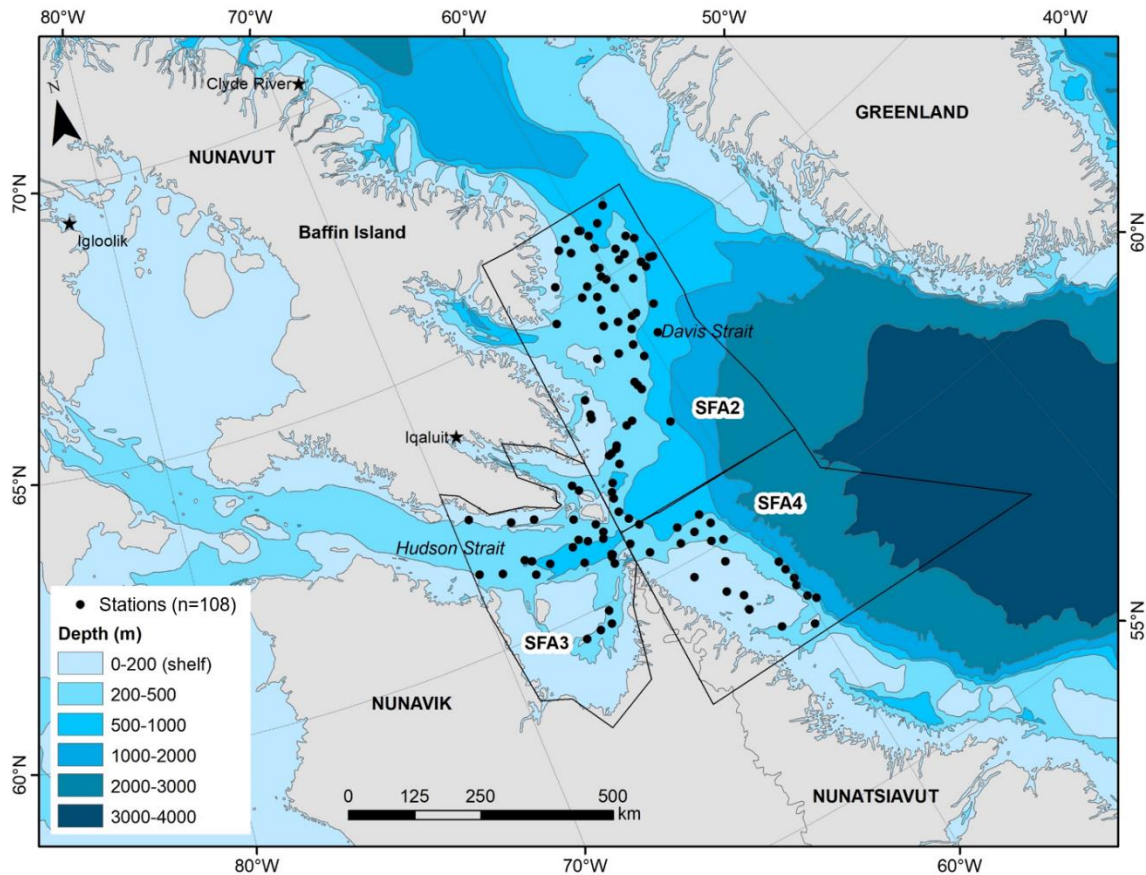 80°W
70°W
60°W
50°W
40°W
Clyde River
N
GREENLAND
NUNAVUT
70°N
Igloolik
Baffin Island
60°N
Davis Strait
SFA2
Iqaluit
65°N
SFA4
Hudson Strait
Stations (n=108)
Depth (m)
0-200 (shelf)
200-500
500-1000
1000-2000
2000-3000
3000-4000
SFA3
55°N
NUNAVIK
60°N
0 125 250 500
km
NUNATSIAVUT
80°W
70°W
60°W